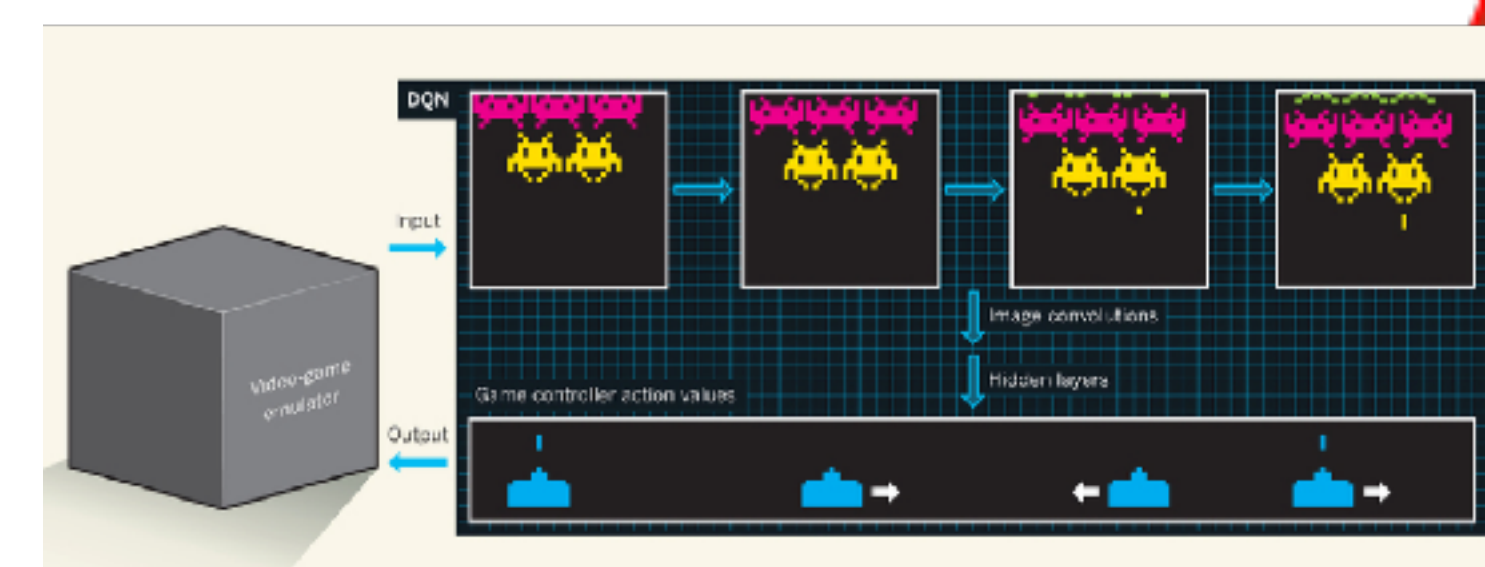 DQN
Input
Image convolutions
Hidden layers
Video-game
emulator
Game controller action values
Output